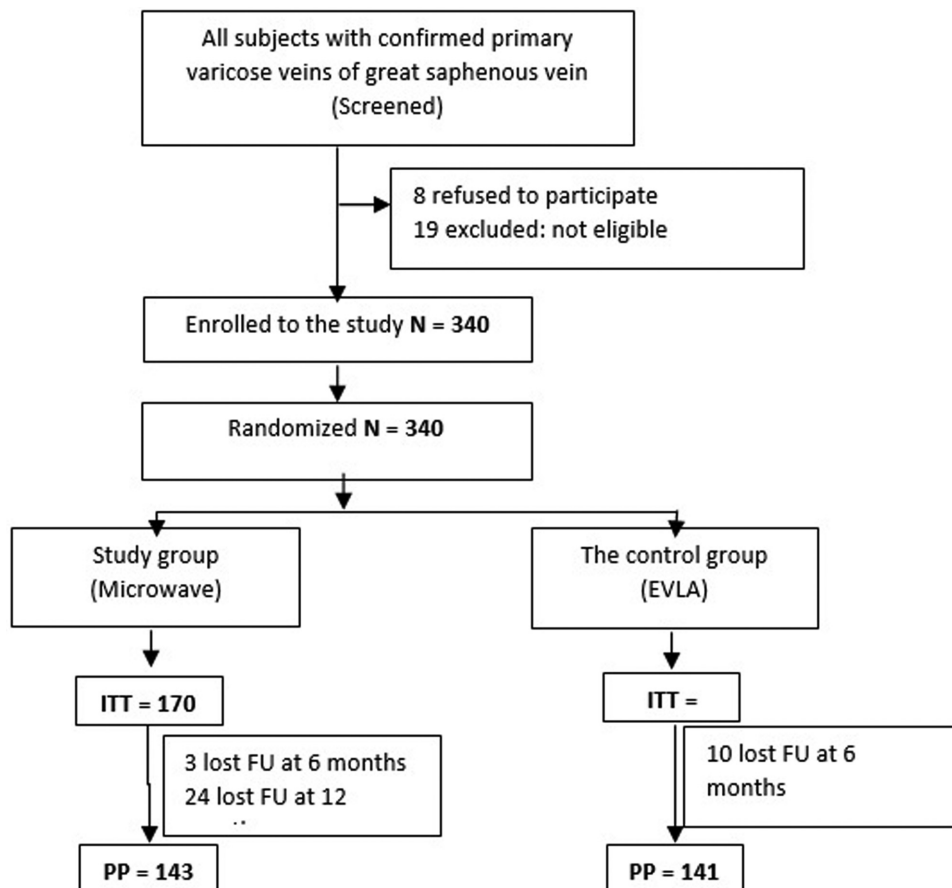 All subjects with confirmed primary
varicose veins of great saphenous vein
(Screened)
8 refused to participate
19 excluded: not eligible
Enrolled to the study N = 340
Randomized N = 340
Study group
(Microwave)
The control group
(EVLA)
ITT = 170
ITT =
3 lost FU at 6 months
24 lost FU at 12
10 lost FU at 6
months
PP = 143
PP = 141